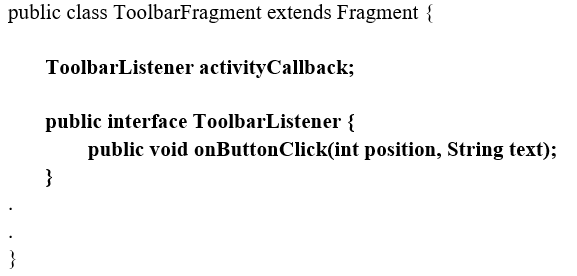 public class ToolbarFragment extends Fragment {
ToolbarListener activityCallback;
public interface ToolbarListener {
public void onButtonClick(int position, String text);
}
.
.
}